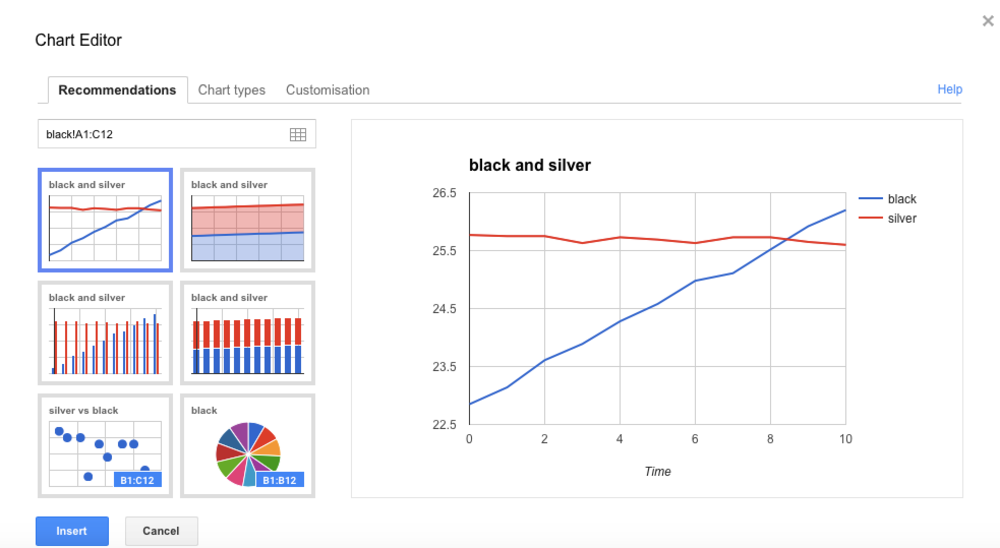 ×
Chart Editor
Recommendations Chart types Customisation Help
black!A1:C12
black and silver
black and silver
black and silver
black and silver
silver vs black
B1:C12
black
B1:B12
black and silver
26.5
25.5
24.5
23.5
22.5
0 2 4 6 8 10
Time
black
silver
Insert Cancel